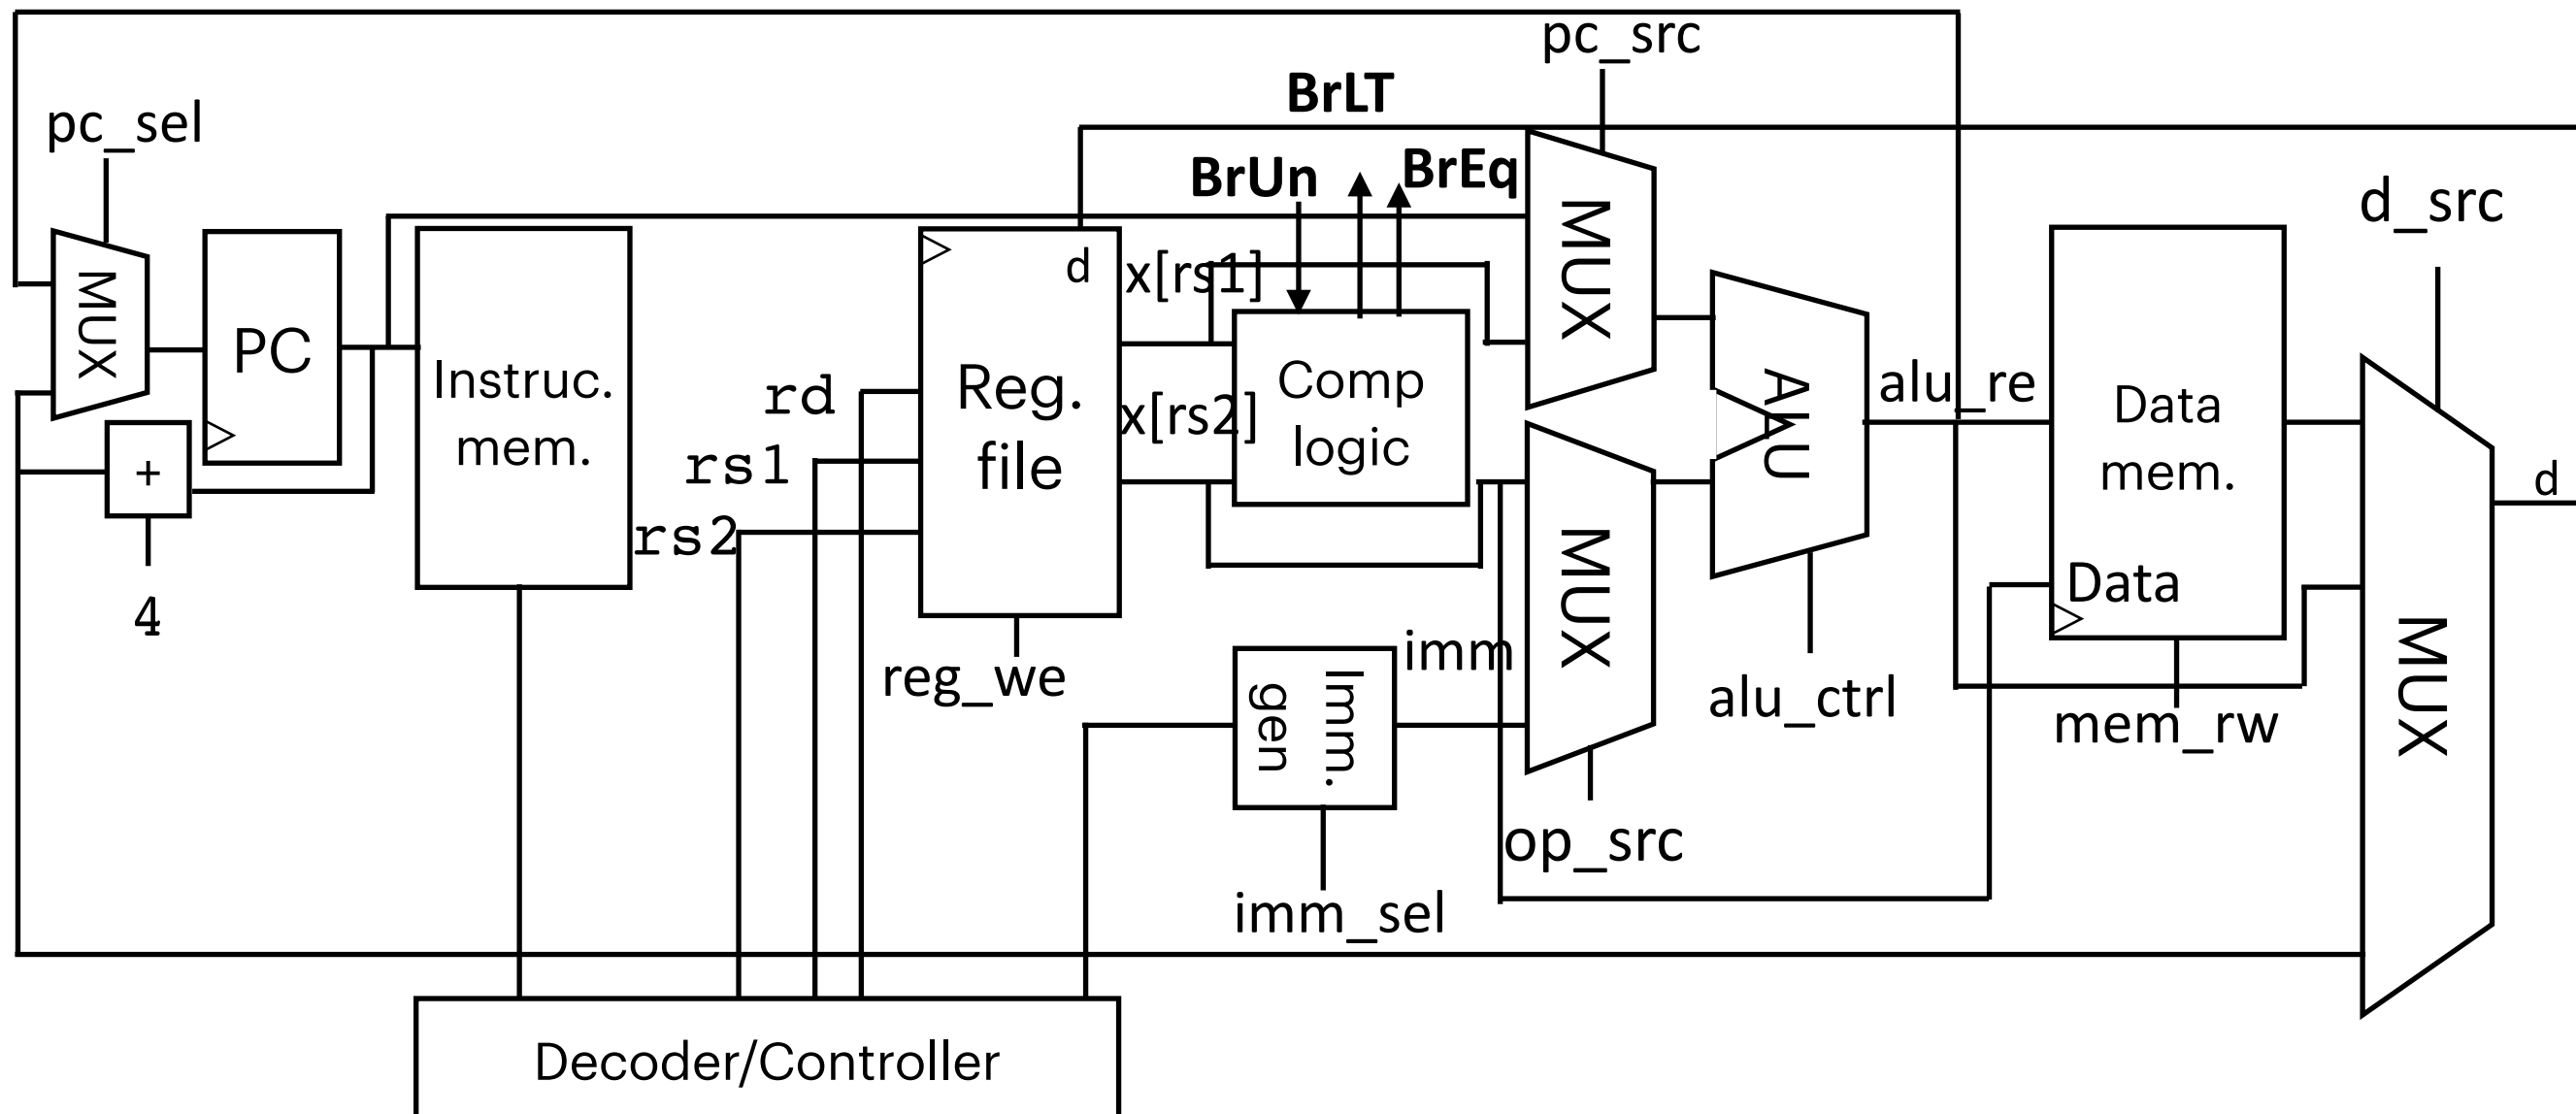 pc_src
BrLT
pc_sel
BrUn
BrEq
d_src
MUX
MUX
PC
Instruc.
mem.
d
x[rs1]
Reg.
file
x[rs2]
Comp
logic
MUX
ALU
alu_re
Data
mem.
Data
d
rd
rs1
rs2
+
4
reg_we
Imm.
gen
imm
MUX
alu_ctrl
mem_rw
MUX
op_src
imm_sel
Decoder/Controller